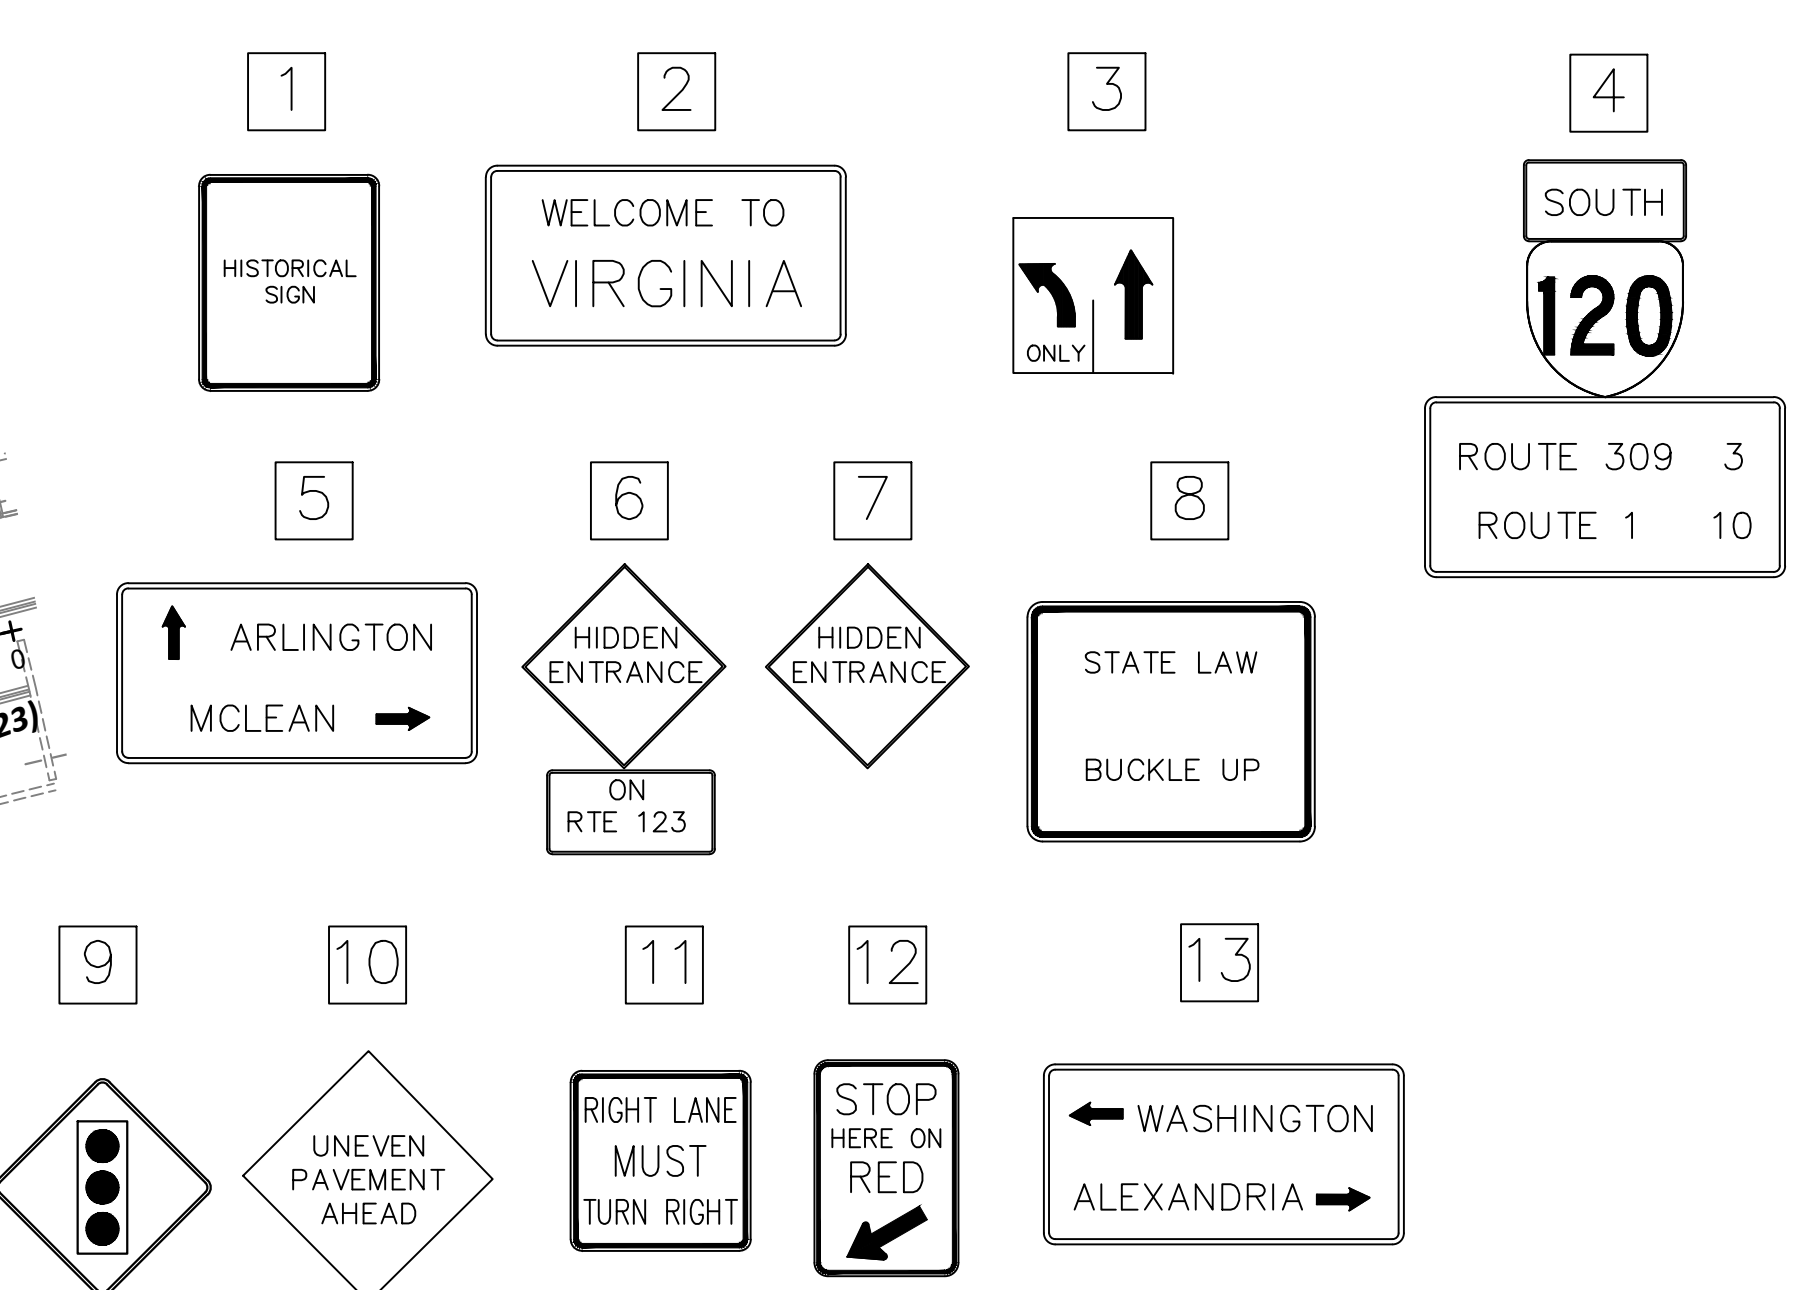 1
2
3
4
HISTORICAL
SIGN
WELCOME TO
VIRGINIA
ONLY
SOUTH
120
ROUTE 309 3
ROUTE 1 10
5
6
7
8
ARLINGTON
MCLEAN
HIDDEN
ENTRANCE
ON
RTE 123
HIDDEN
ENTRANCE
STATE LAW
BUCKLE UP
0
23)
9
10
11
12
13
UNEVEN
PAVEMENT
AHEAD
RIGHT LANE
MUST
TURN RIGHT
STOP
HERE ON
RED
WASHINGTON
ALEXANDRIA